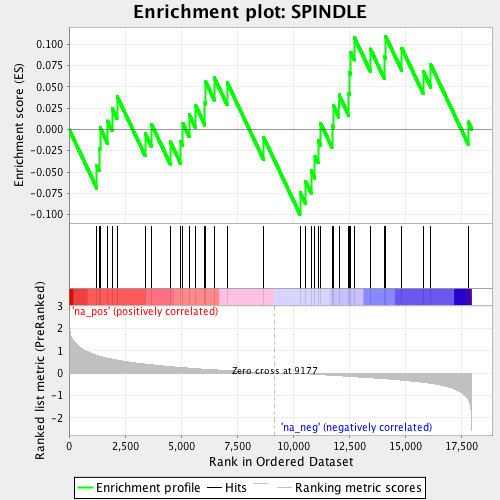 Enrichment plot: SPINDLE
Enrichment score (ES)
0.100
0.075
0.050
0.025
0.000
-0.025
-0.050
-0.075
-0.100
'na_pos' (positively correlated)
Ranked list metric (PreRanked)
3
2
1
0
-1
-2
Zero cross at 9177
'na_neg' (negatively correlated)
0
2,500
5,000
7,500
10,000
12,500
15,000
17,500
Rank in Ordered Dataset
Enrichment profile
Hits
Ranking metric scores